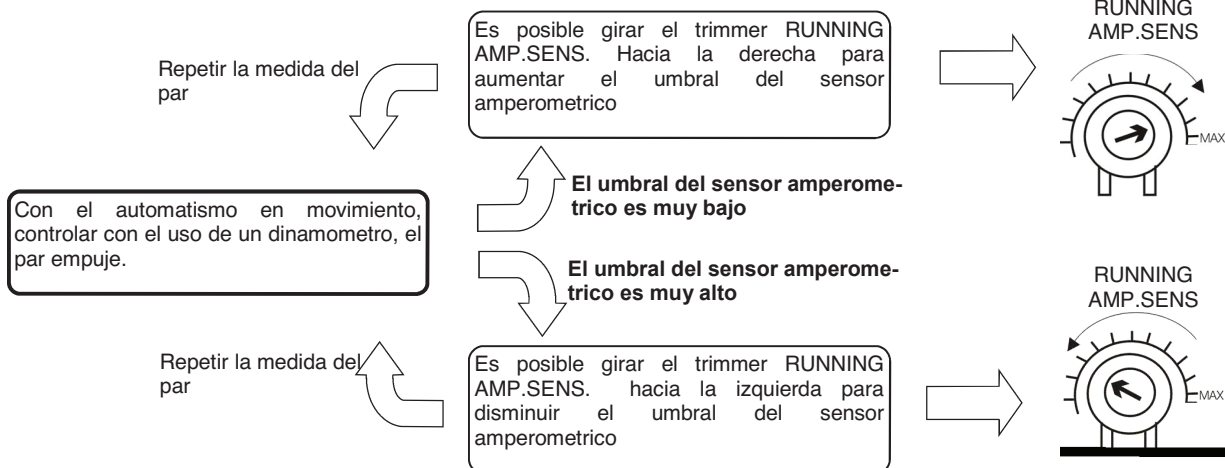 RUNNING
AMP.SENS
Es posible girar el trimmer RUNNING
AMP.SENS. Hacia la derecha para
aumentar el umbral del sensor
amperometrico
Repetir la medida del
par
MAX
El umbral del sensor amperome-
trico es muy bajo
Con el automatismo en movimiento,
controlar con el uso de un dinamometro, el
par empuje.
El umbral del sensor amperome-
trico es muy alto
RUNNING
AMP.SENS
Repetir la medida del
par
Es posible girar el trimmer RUNNING
AMP.SENS. hacia la izquierda para
disminuir el umbral del sensor
amperometrico
MAX